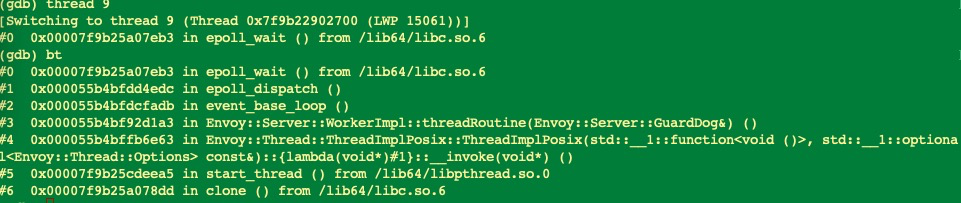 (gdb) thread 9
[Switching to thread 9 (Thread 0x7f9b22902700 (LWP 15061))]
#0  0x00007f9b25a07eb3 in epoll_wait () from /lib64/libc.so.6
(gdb) bt
#0  0x00007f9b25a07eb3 in epoll_wait () from /lib64/libc.so.6
#1  0x000055b4bfdd4edc in epoll_dispatch ()
#2  0x000055b4bfdcfadb in event_base_loop ()
#3  0x000055b4bf92d1a3 in Envoy::Server::WorkerImpl::threadRoutine(Envoy::Server::GuardDog&) ()
#4  0x000055b4bffb6e63 in Envoy::Thread::ThreadImplPosix::ThreadImplPosix(std::__1::function<void ()>, std::__1::optiona
l<Envoy::Thread::Options> const&)::{lambda(void*)#1}::__invoke(void*) ()
#5  0x00007f9b25cdeea5 in start_thread () from /lib64/libpthread.so.0
#6  0x00007f9b25a078dd in clone () from /lib64/libc.so.6